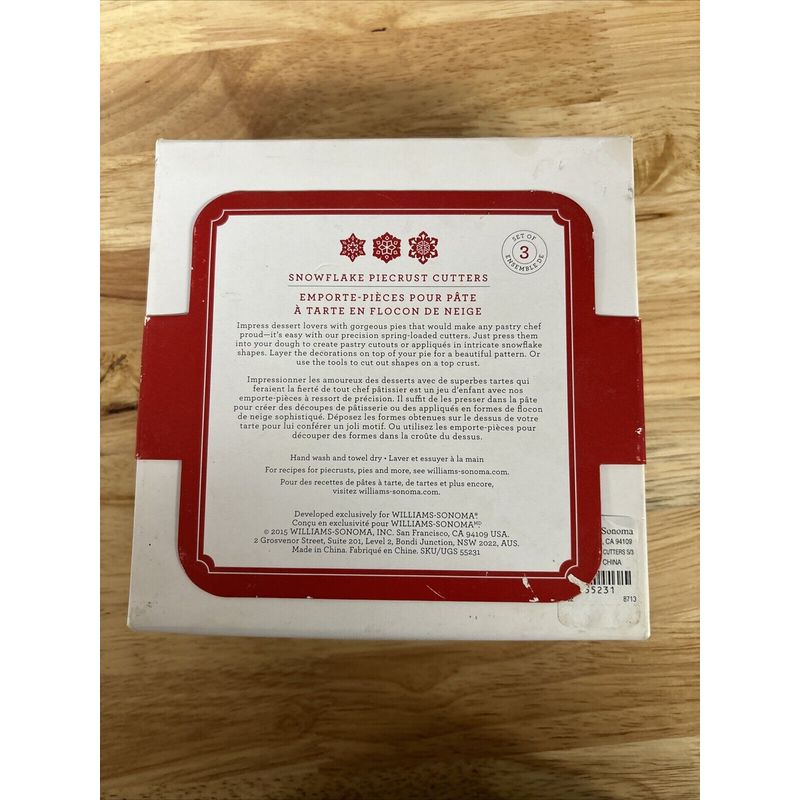 SET OF
3
ENSEMBLE DE
SNOWFLAKE PIECRUST CUTTERS
EMPORTE-PIÈCES POUR PÂTE
À TARTE EN FLOCON DE NEIGE
Impress dessert lovers with gorgeous pies that would make any pastry chef
proud—it's easy with our precision spring-loaded cutters. Just press them
into your dough to create pastry cutouts or appliqués in intricate snowflake
shapes. Layer the decorations on top of your pie for a beautiful pattern. Or
use the tools to cut out shapes on a top crust.
Impressionner les amoureux des desserts avec de superbes tartes qui
feraient la fierté de tout chef pâtissier est un jeu d'enfant avec nos
emporte-pièces à ressort de précision. Il suffit de les presser dans la pâte
pour créer des découpes de pâtisserie ou des appliqués en formes de flocon
de neige sophistiqué. Déposez les formes obtenues sur le dessus de votre
tarte pour lui conférer un joli motif. Ou utilisez les emporte-pièces pour
découper des formes dans la croûte du dessus.
Hand wash and towel dry • Laver et essuyer à la main
For recipes for piecrusts, pies and more, see williams-sonoma.com.
Pour des recettes de pâtes à tarte, de tartes et plus encore,
visitez williams-sonoma.com.
Developed exclusively for WILLIAMS-SONOMA®
Conçu en exclusivité pour WILLIAMS-SONOMA MD.
© 2015 WILLIAMS-SONOMA, INC. San Francisco, CA 94109 USA.
2 Grosvenor Street, Suite 201, Level 2, Bondi Junction, NSW 2022, AUS.
Made in China. Fabriqué en Chine. SKU/UGS 55231
Sonoma
, CA 94109
CUTTERS S/3
CHINA
55231
8713